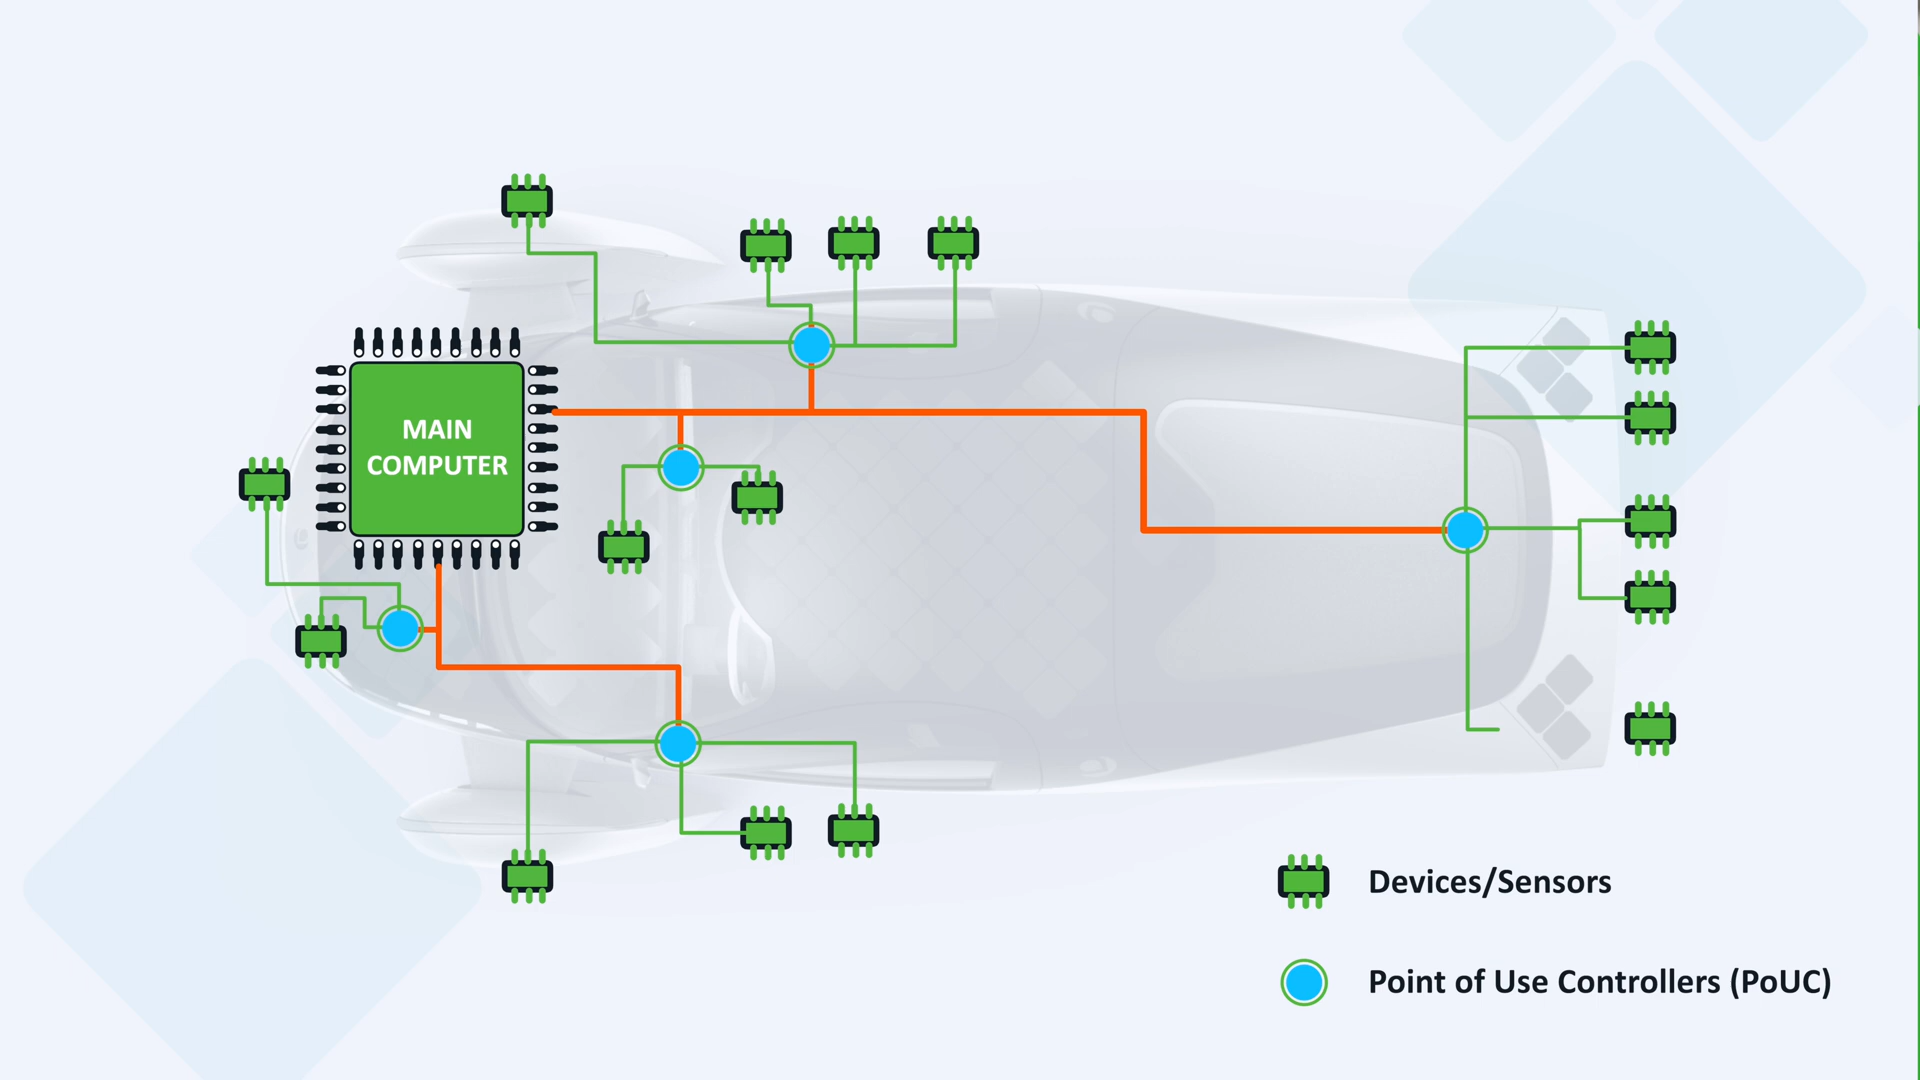 MAIN
COMPUTER
Devices/Sensors
Point of Use Controllers (PoUC)